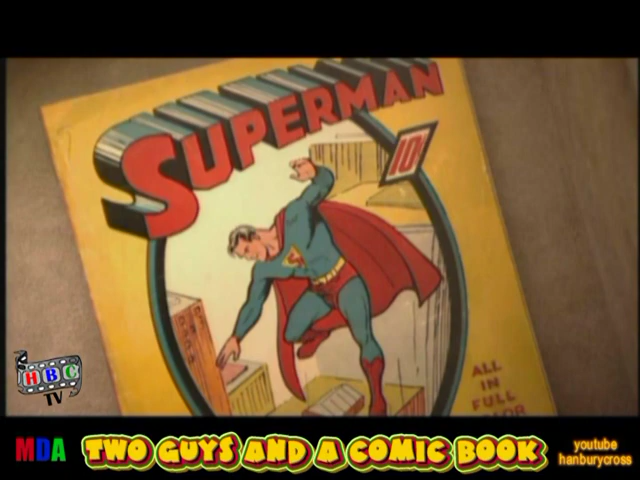 SUPERMAN
10¢
ALL
IN
FULL
HBC
TV
MDA TWO GUYS AND A COMIC BOOK
youtube
hanburycross